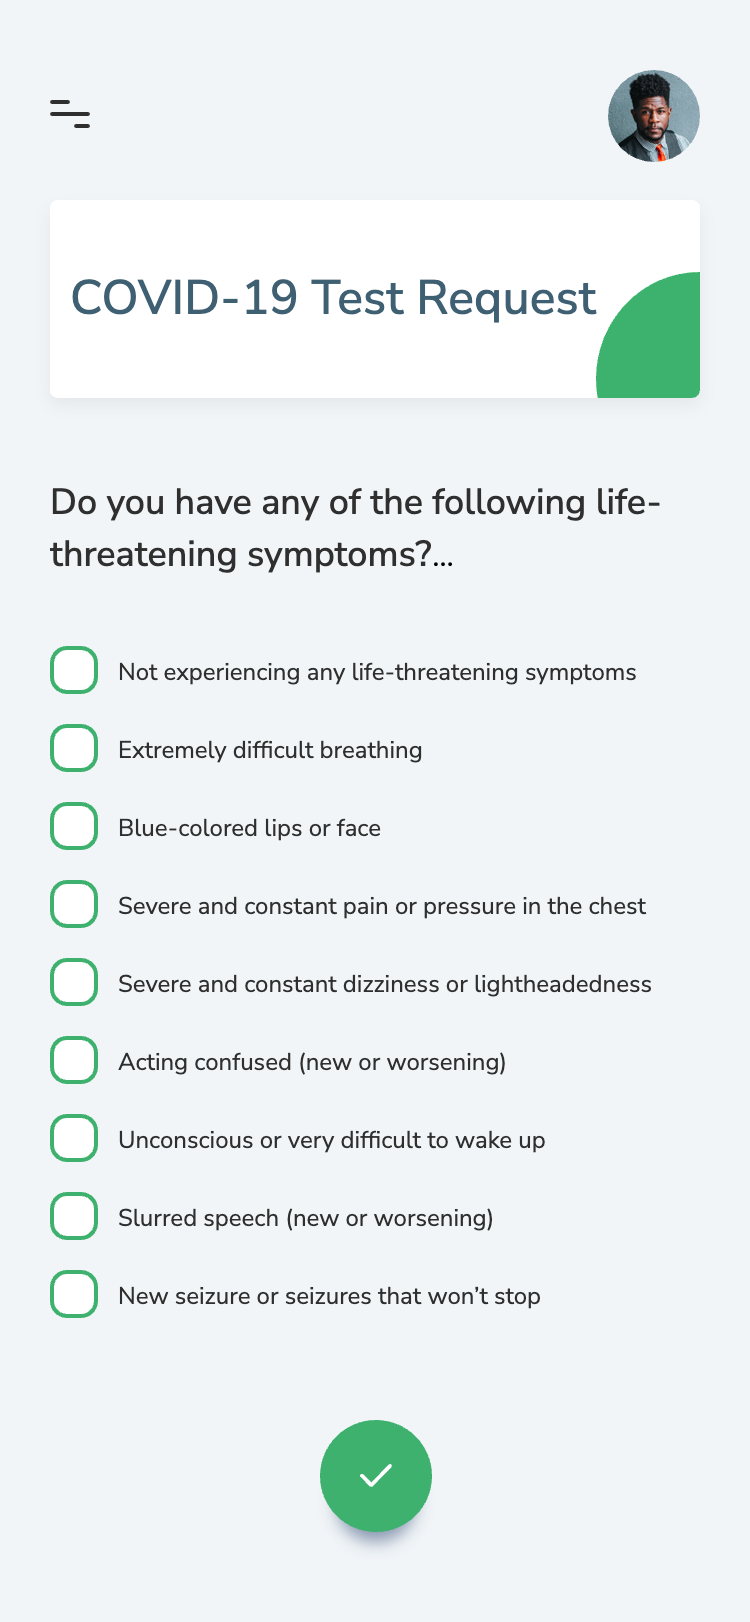 COVID-19 Test Request
Do you have any of the following life-
threatening symptoms?...
Not experiencing any life-threatening symptoms
Extremely difficult breathing
Blue-colored lips or face
Severe and constant pain or pressure in the chest
Severe and constant dizziness or lightheadedness
Acting confused (new or worsening)
Unconscious or very difficult to wake up
Slurred speech (new or worsening)
New seizure or seizures that won’t stop